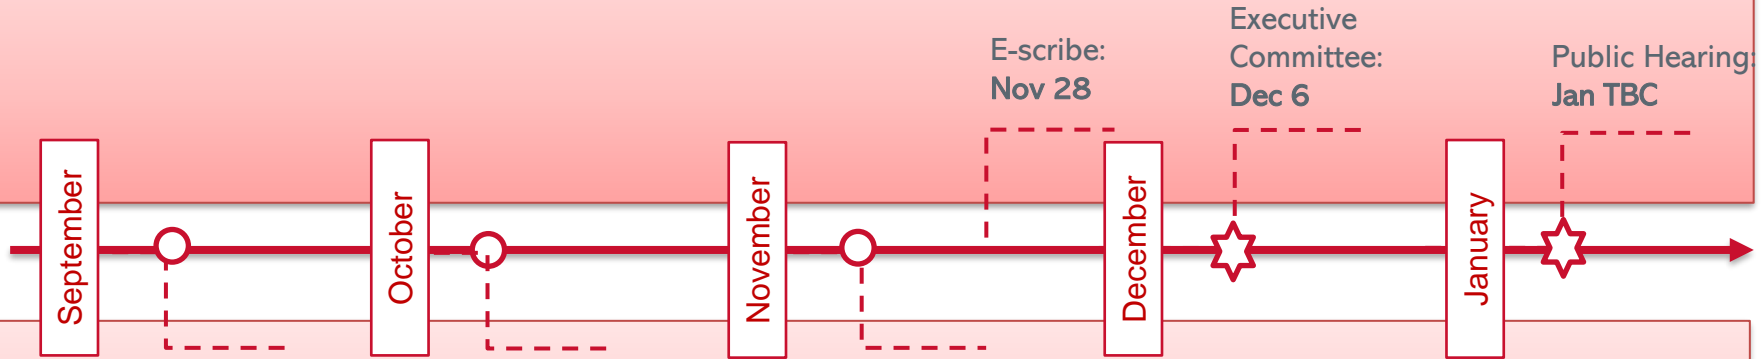 Executive
Committee:
Dec 6
E-scribe:
Nov 28
Public Hearing:
Jan TBC
September
October
November
December
January